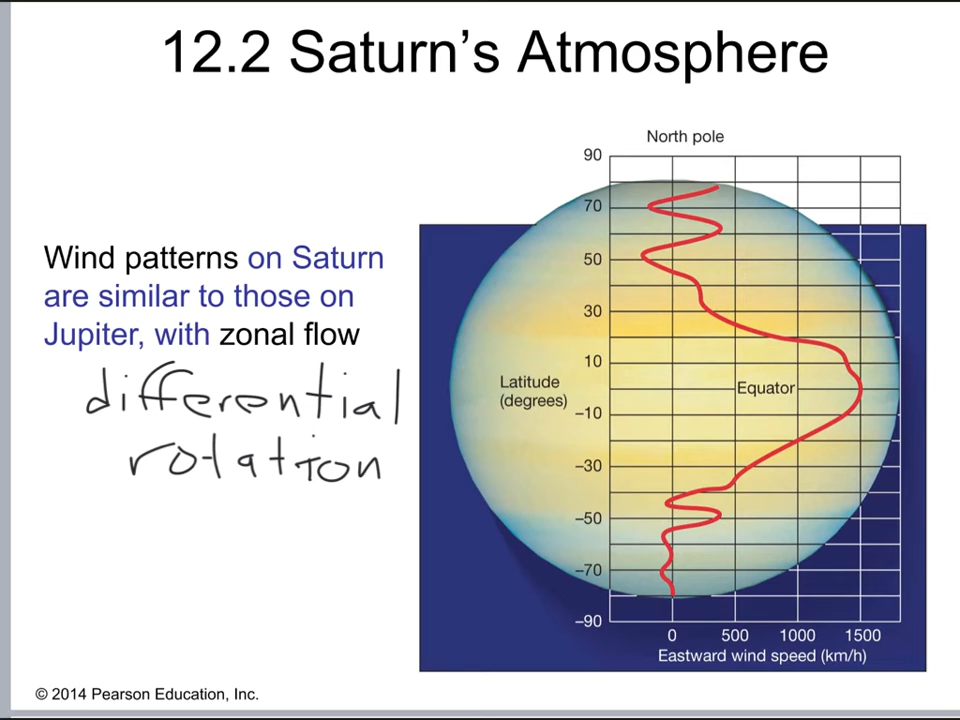 12.2 Saturn’s Atmosphere
Wind patterns on Saturn
are similar to those on
Jupiter, with zonal flow
differential
rotation
North pole
90
70
50
30
10
Latitude
(degrees)
Equator
–10
–30
–50
–70
–90
0 500 1000 1500
Eastward wind speed (km/h)
© 2014 Pearson Education, Inc.